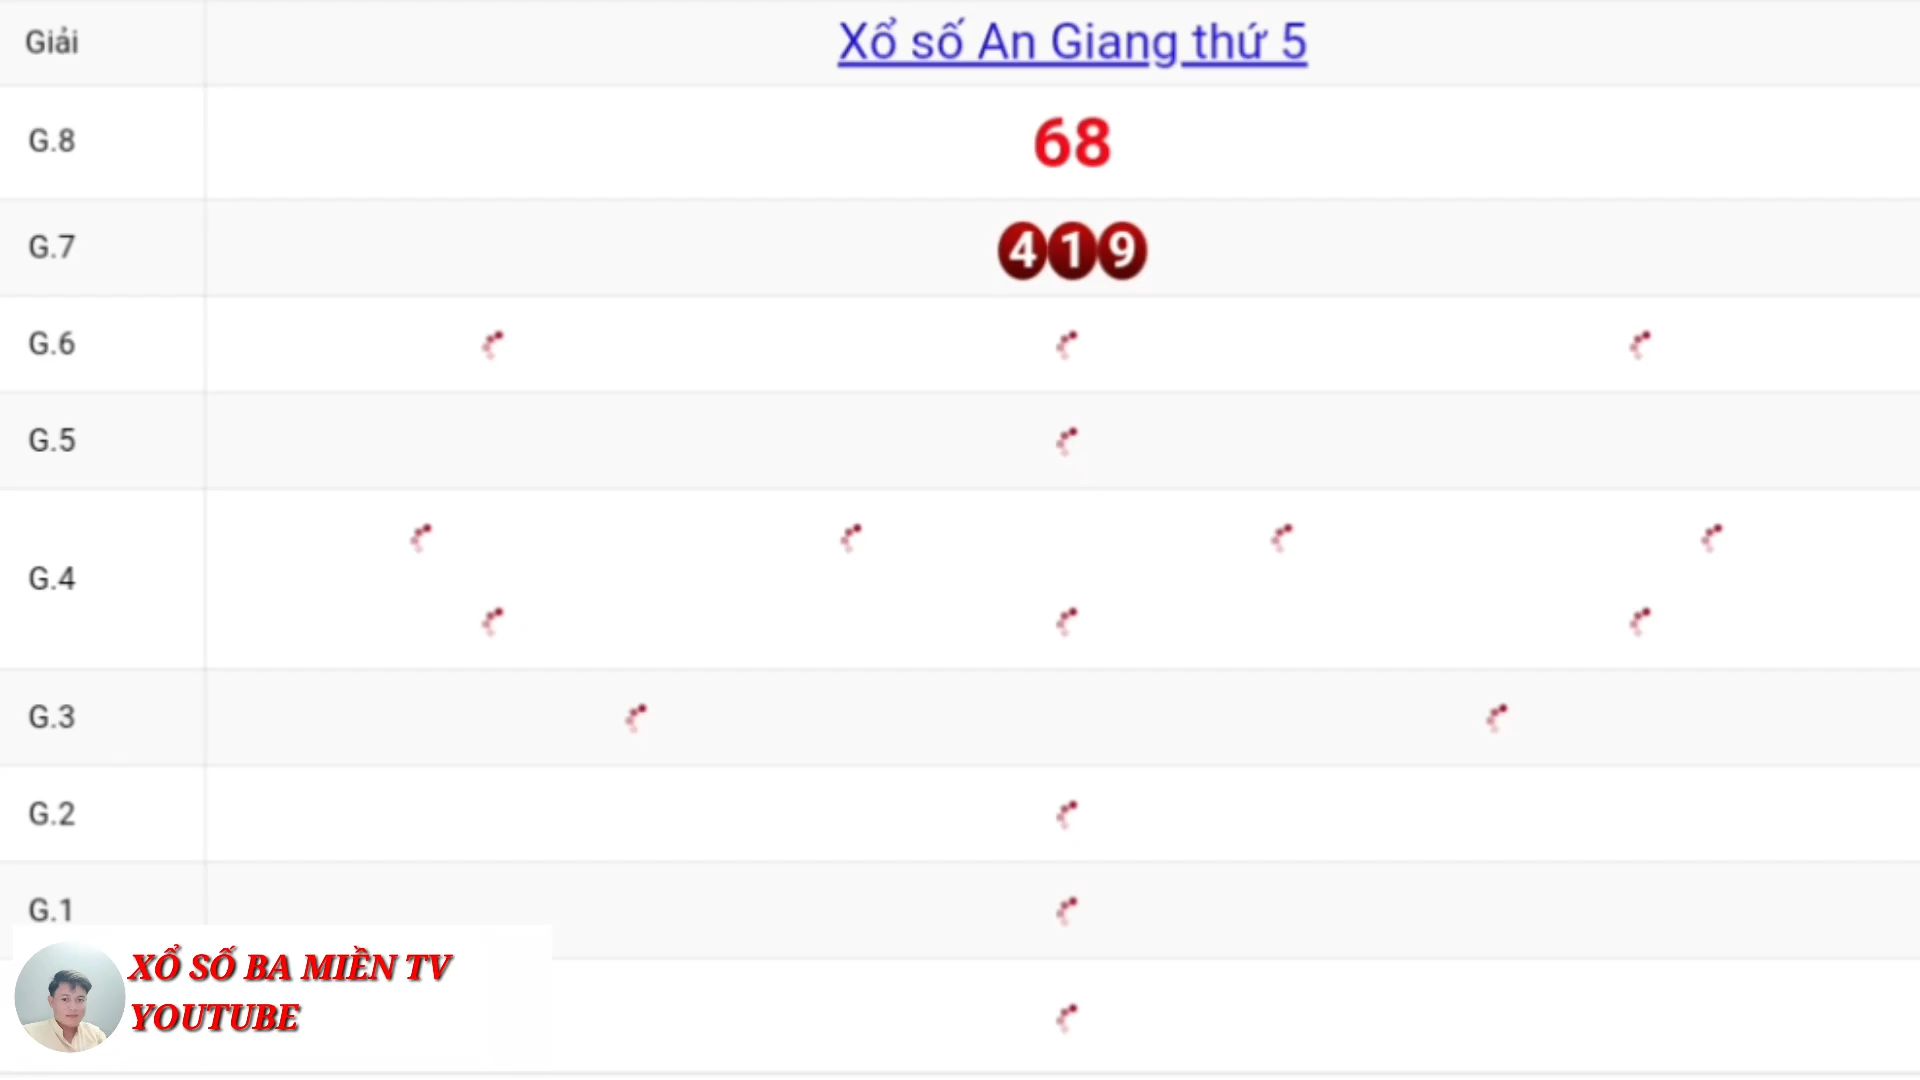 Giải
Xổ số An Giang thứ 5
G.8
68
G.7
419
G.6
G.5
G.4
G.3
G.2
G.1
XỔ SỐ BA MIỀN TV
YOUTUBE